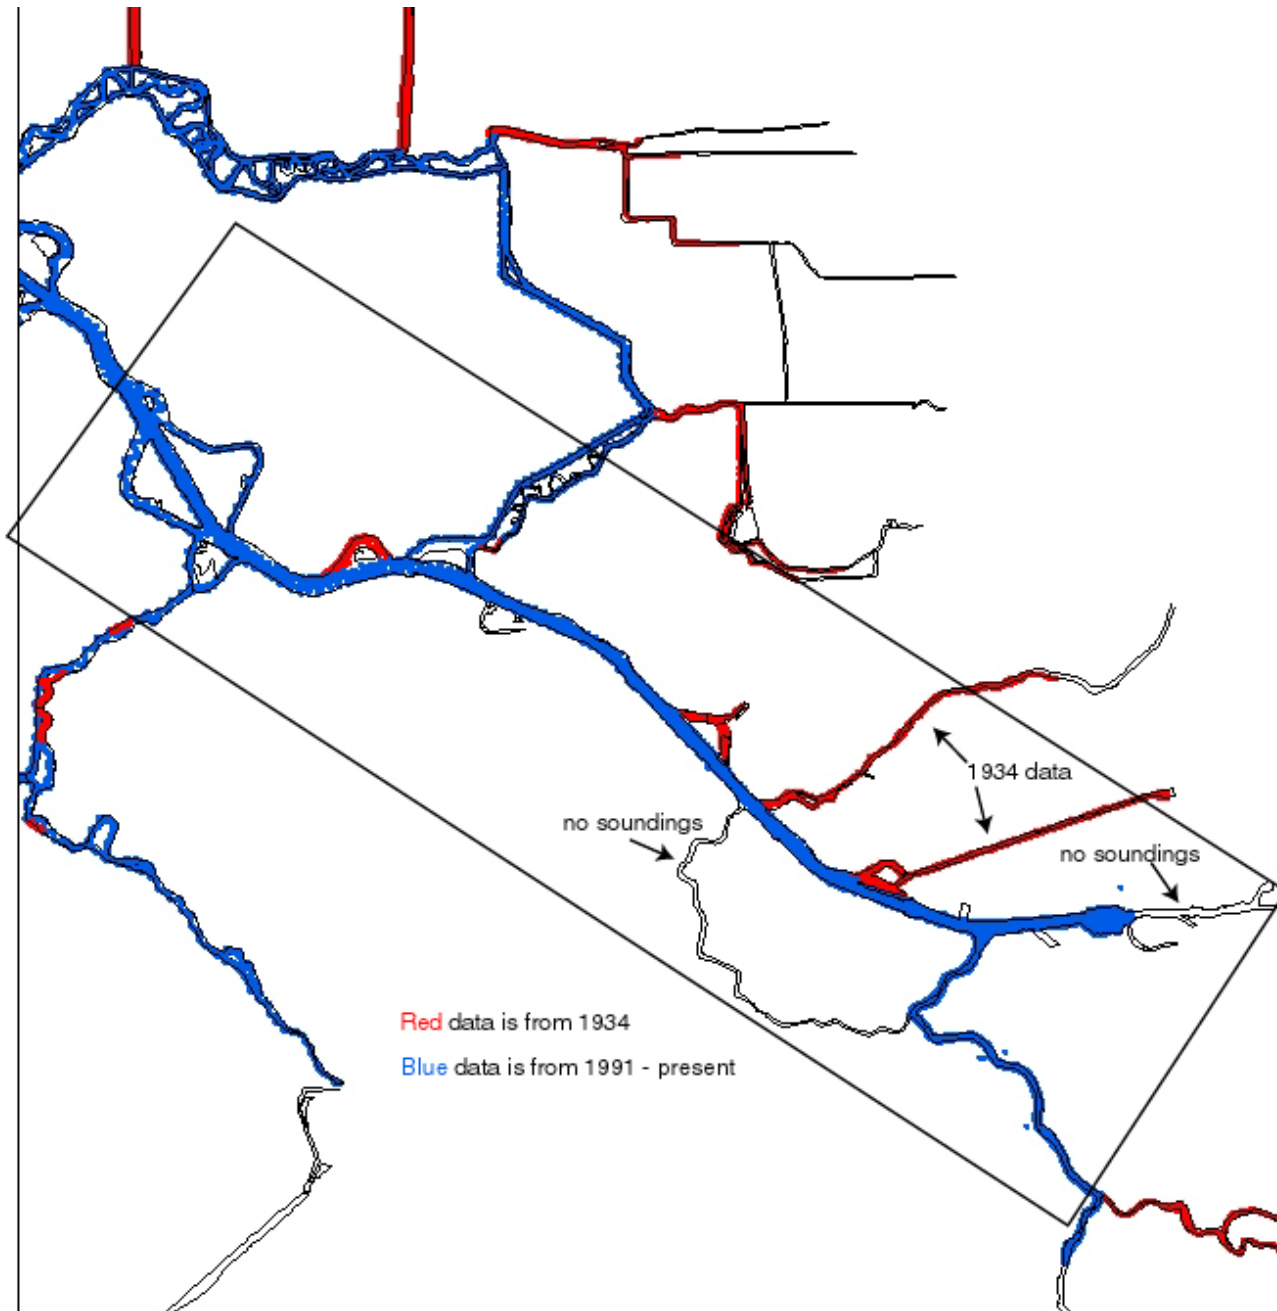 1934 data
no soundings
no soundings
Red data is from 1934
Blue data is from 1991 - present